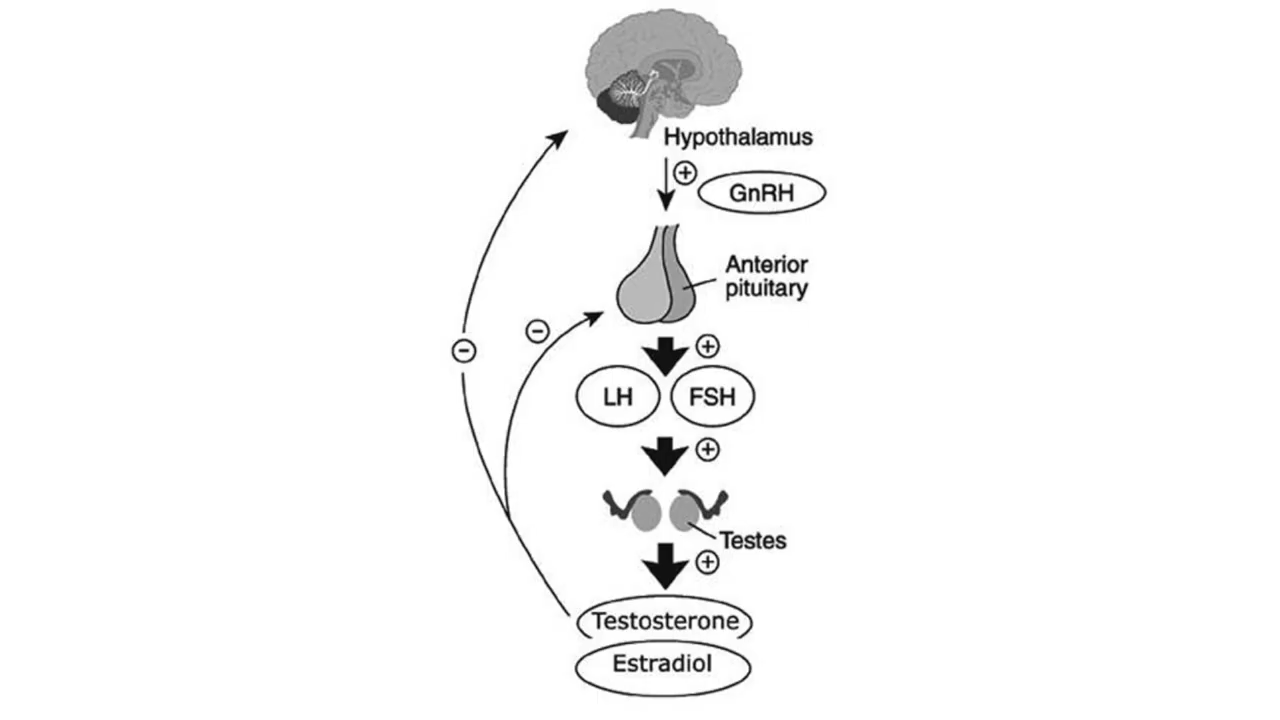 Hypothalamus
+
GnRH
Anterior
pituitary
−
−
+
LH
FSH
+
Testes
+
Testosterone
Estradiol